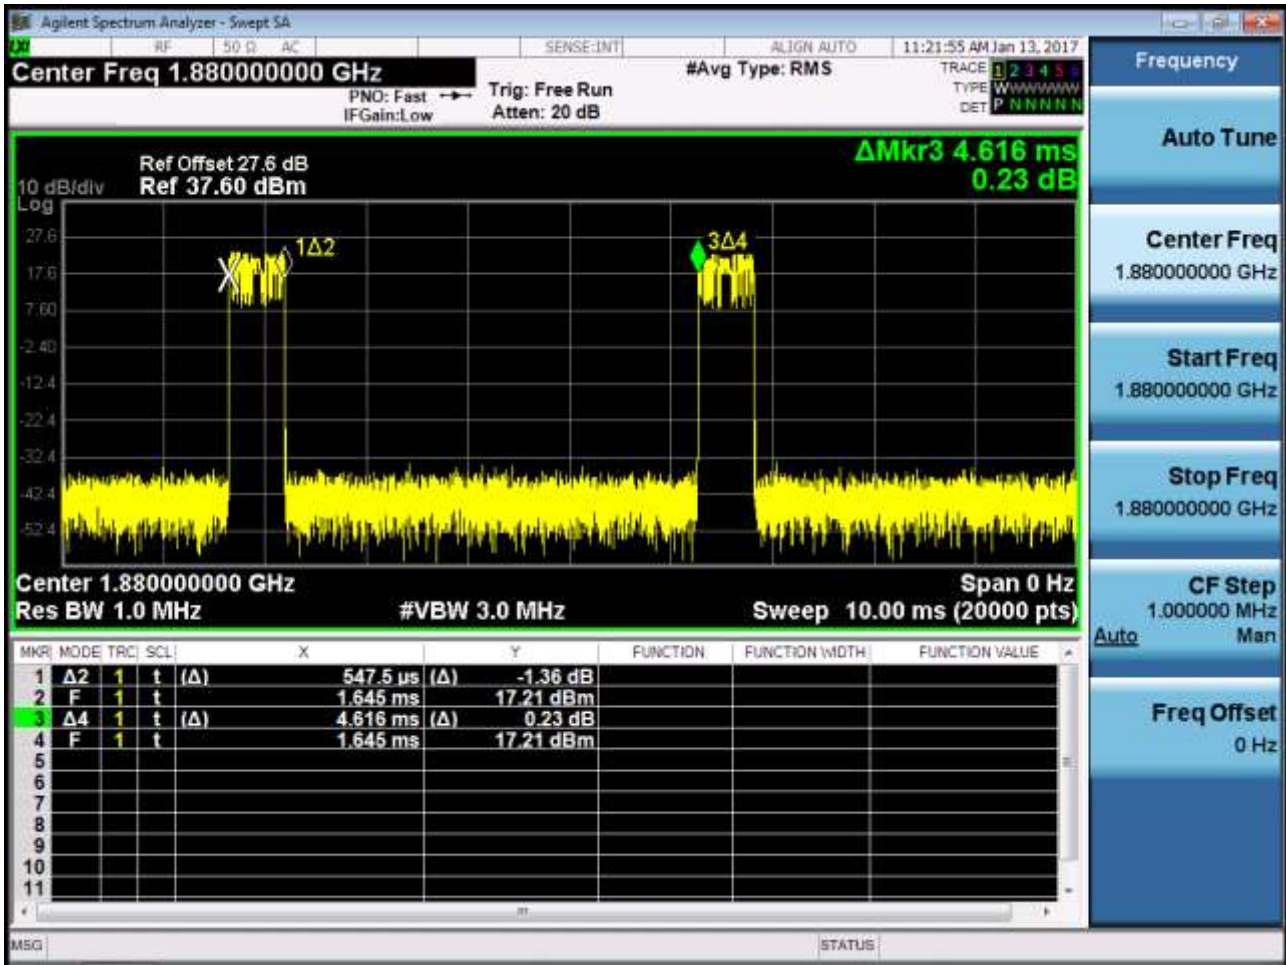 Agilent Spectrum Analyzer - Swept SA
LXI RF 50 Ω AC SENSE:INT ALIGN AUTO 11:21:55 AM Jan 13, 2017
Center Freq 1.880000000 GHz
PNO: Fast
IFGain:Low
Trig: Free Run
Atten: 20 dB
#Avg Type: RMS
TRACE 1 2 3 4 5 6
TYPE W W W W W W
DET P N N N N N
ΔMkr3 4.616 ms
0.23 dB
Ref Offset 27.6 dB
10 dB/div Ref 37.60 dBm
Log
27.6
17.6
7.60
-2.40
-12.4
-22.4
-32.4
-42.4
-52.4
1Δ2
3Δ4
Center 1.880000000 GHz Span 0 Hz
Res BW 1.0 MHz #VBW 3.0 MHz Sweep 10.00 ms (20000 pts)
MKR MODE TRC SCL X Y FUNCTION FUNCTION WIDTH FUNCTION VALUE
1 Δ2 1 t (Δ) 547.5 µs (Δ) -1.36 dB
2 F 1 t 1.645 ms 17.21 dBm
3 Δ4 1 t (Δ) 4.616 ms (Δ) 0.23 dB
4 F 1 t 1.645 ms 17.21 dBm
5
6
7
8
9
10
11
MSG STATUS
Frequency
Auto Tune
Center Freq
1.880000000 GHz
Start Freq
1.880000000 GHz
Stop Freq
1.880000000 GHz
CF Step
1.000000 MHz
Auto Man
Freq Offset
0 Hz